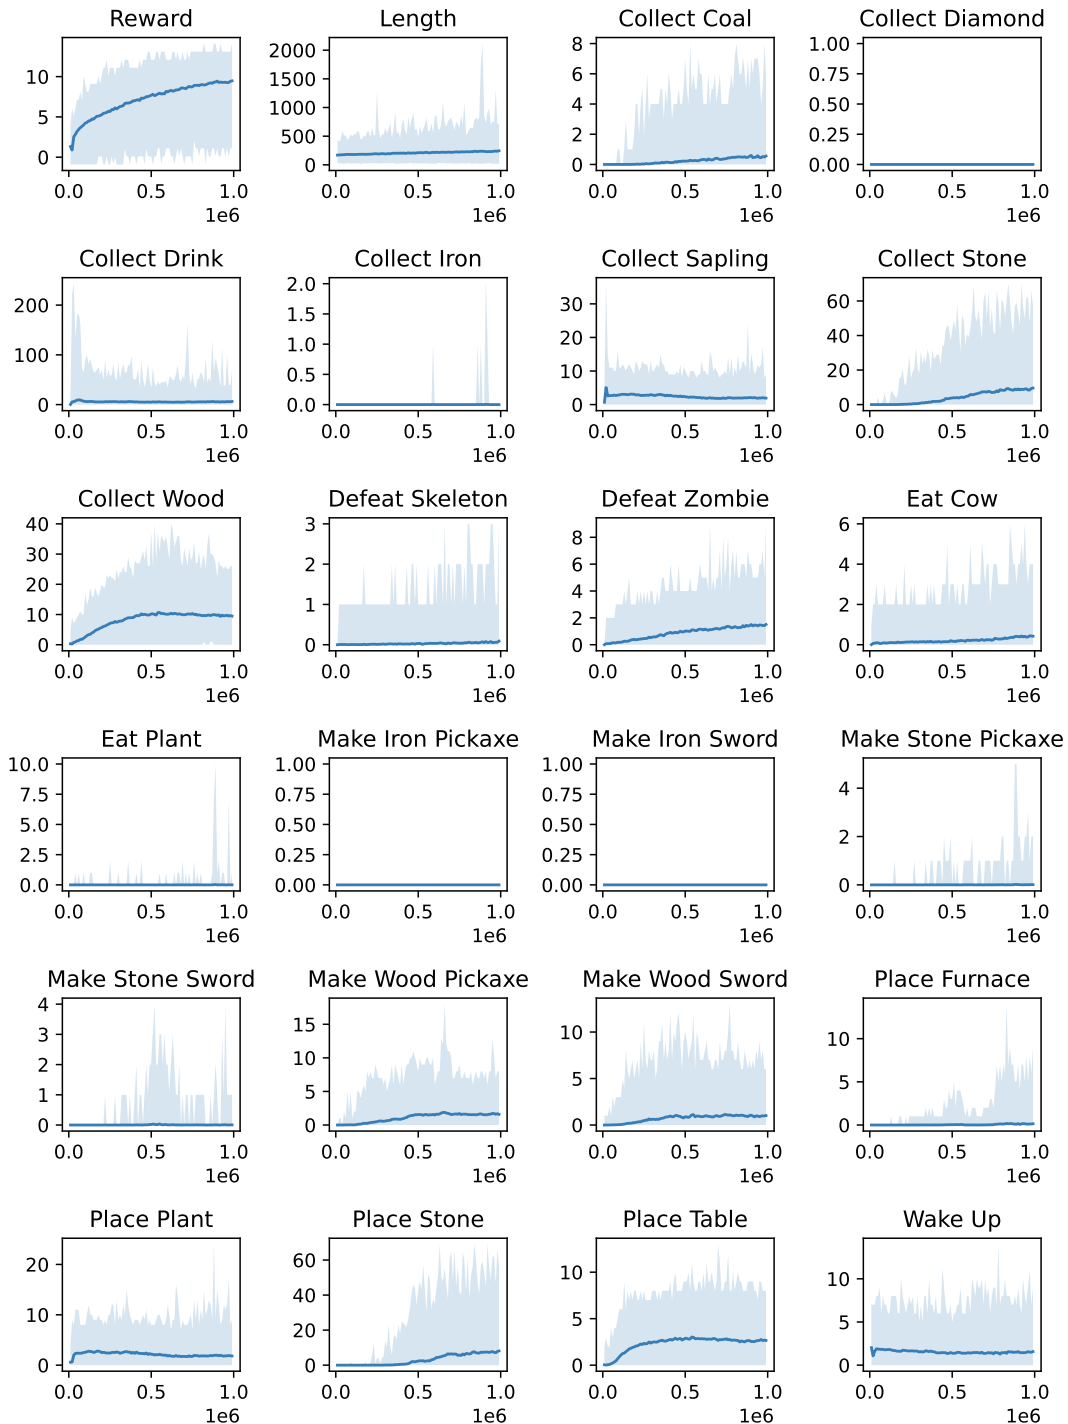 Reward Length Collect Coal Collect Diamond
10 5 0 2000 1500 1000 500 0 8 6 4 2 0 1.00 0.75 0.50 0.25 0.00
0.0 0.5 1.0 0.0 0.5 1.0 0.0 0.5 1.0 0.0 0.5 1.0
1e6 1e6 1e6 1e6
Collect Drink Collect Iron Collect Sapling Collect Stone
200 100 0 2.0 1.5 1.0 0.5 0.0 30 20 10 0 60 40 20 0
0.0 0.5 1.0 0.0 0.5 1.0 0.0 0.5 1.0 0.0 0.5 1.0
1e6 1e6 1e6 1e6
Collect Wood Defeat Skeleton Defeat Zombie Eat Cow
40 30 20 10 0 3 2 1 0 8 6 4 2 0 6 4 2 0
0.0 0.5 1.0 0.0 0.5 1.0 0.0 0.5 1.0 0.0 0.5 1.0
1e6 1e6 1e6 1e6
Eat Plant Make Iron Pickaxe Make Iron Sword Make Stone Pickaxe
10.0 7.5 5.0 2.5 0.0 1.00 0.75 0.50 0.25 0.00 1.00 0.75 0.50 0.25 0.00 4 2 0
0.0 0.5 1.0 0.0 0.5 1.0 0.0 0.5 1.0 0.0 0.5 1.0
1e6 1e6 1e6 1e6
Make Stone Sword Make Wood Pickaxe Make Wood Sword Place Furnace
4 3 2 1 0 15 10 5 0 10 5 0 10 5 0
0.0 0.5 1.0 0.0 0.5 1.0 0.0 0.5 1.0 0.0 0.5 1.0
1e6 1e6 1e6 1e6
Place Plant Place Stone Place Table Wake Up
20 10 0 60 40 20 0 10 5 0 10 5 0
0.0 0.5 1.0 0.0 0.5 1.0 0.0 0.5 1.0 0.0 0.5 1.0
1e6 1e6 1e6 1e6